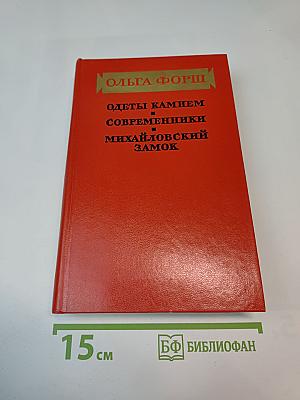 ОЛЬГА ФОРШ
ОДЕТЫ КАМНЕМ
СОВРЕМЕННИКИ
МИХАЙЛОВСКИЙ
ЗАМОК
15 см
БФ БИБЛИОФАН